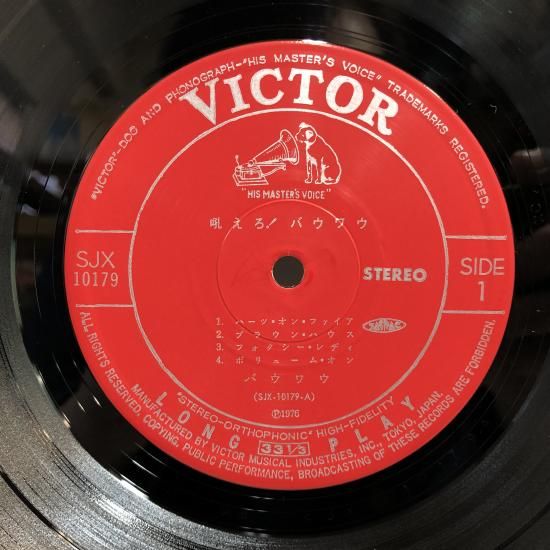 "VICTOR-DOG AND PHONOGRAPH-"HIS MASTER'S VOICE" TRADEMARKS REGISTERED.
VICTOR
"HIS MASTER'S VOICE"
吼えろ! バウワウ
SJX
10179
STEREO
SIDE
1
1. ハーツ・オン・ファイア
2. ブラウン・ハウス
3. フォクシー・レディ
4. ボリューム・オン
バウワウ
(SJX-10179-A)
Ⓟ1976
"STEREO-ORTHOPHONIC" HIGH-FIDELITY
LONG 33 1/3 PLAY
MANUFACTURED BY VICTOR MUSICAL INDUSTRIES, INC., TOKYO, JAPAN.
ALL RIGHTS RESERVED, COPYING, PUBLIC PERFORMANCE, BROADCASTING OF THESE RECORDS ARE FORBIDDEN.